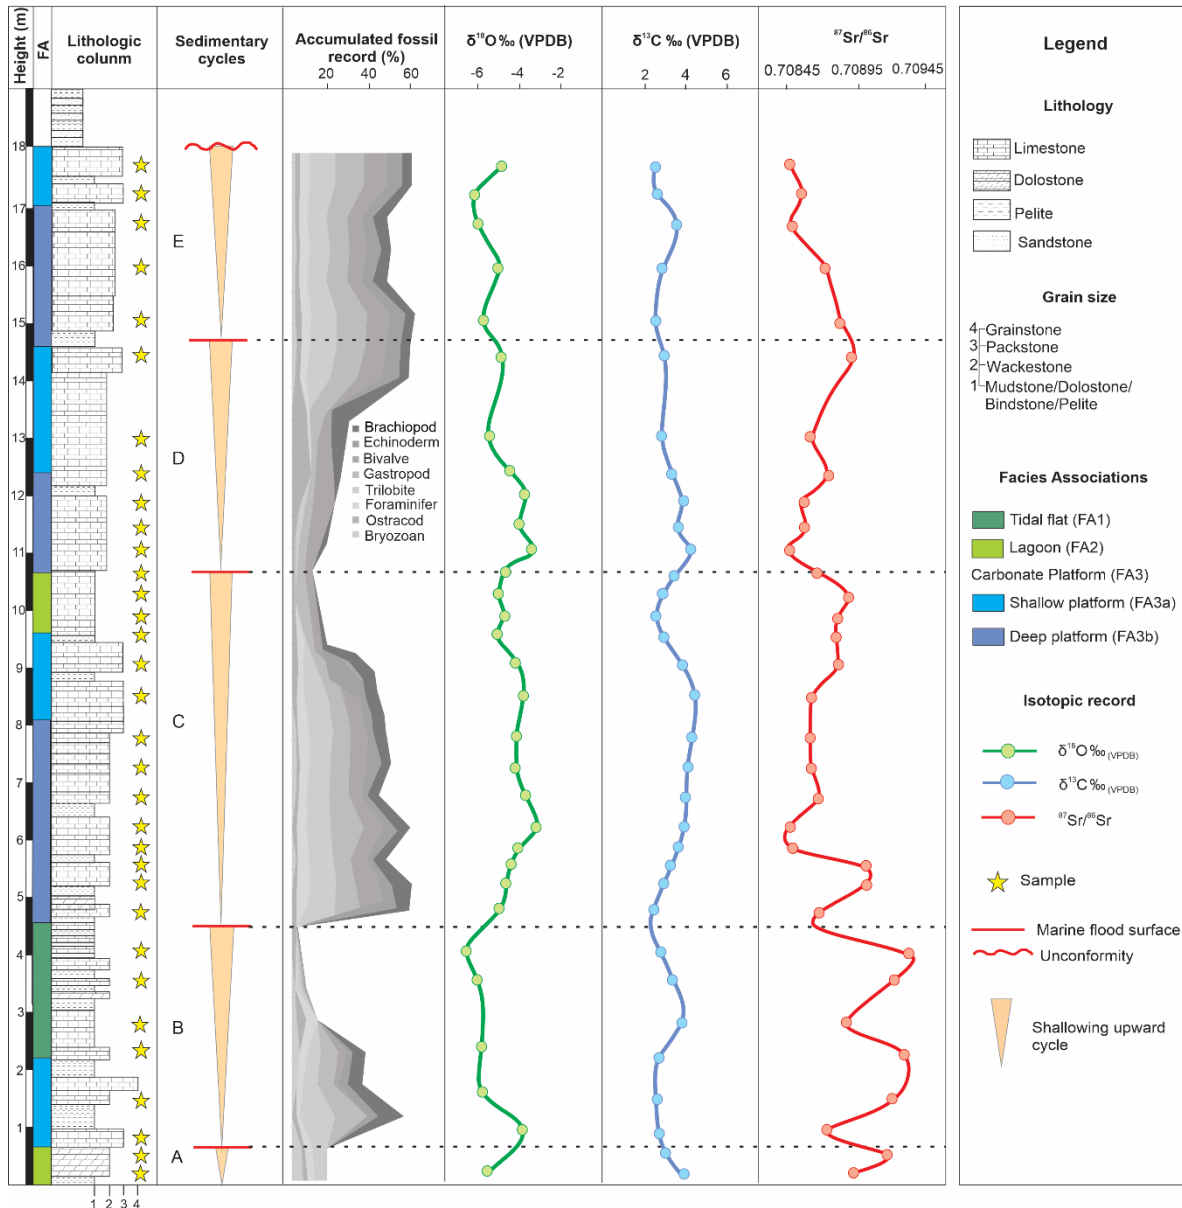 Height (m)
FA
Lithologic
colunm
Sedimentary
cycles
Accumulated fossil
record (%)
20 40 60
δ¹⁸O ‰ (VPDB)
-6 -4 -2
δ¹³C ‰ (VPDB)
2 4 6
⁸⁷Sr/⁸⁶Sr
0.70845 0.70895 0.70945
18
17
16
15
14
13
12
11
10
9
8
7
6
5
4
3
2
1
1 2 3 4
E
D
C
B
A
Brachiopod
Echinoderm
Bivalve
Gastropod
Trilobite
Foraminifer
Ostracod
Bryozoan
Legend
Lithology
Limestone
Dolostone
Pelite
Sandstone
Grain size
4 Grainstone
3 Packstone
2 Wackestone
1 Mudstone/Dolostone/
Bindstone/Pelite
Facies Associations
Tidal flat (FA1)
Lagoon (FA2)
Carbonate Platform (FA3)
Shallow platform (FA3a)
Deep platform (FA3b)
Isotopic record
δ¹⁸O ‰ (VPDB)
δ¹³C ‰ (VPDB)
⁸⁷Sr/⁸⁶Sr
Sample
Marine flood surface
Unconformity
Shallowing upward
cycle